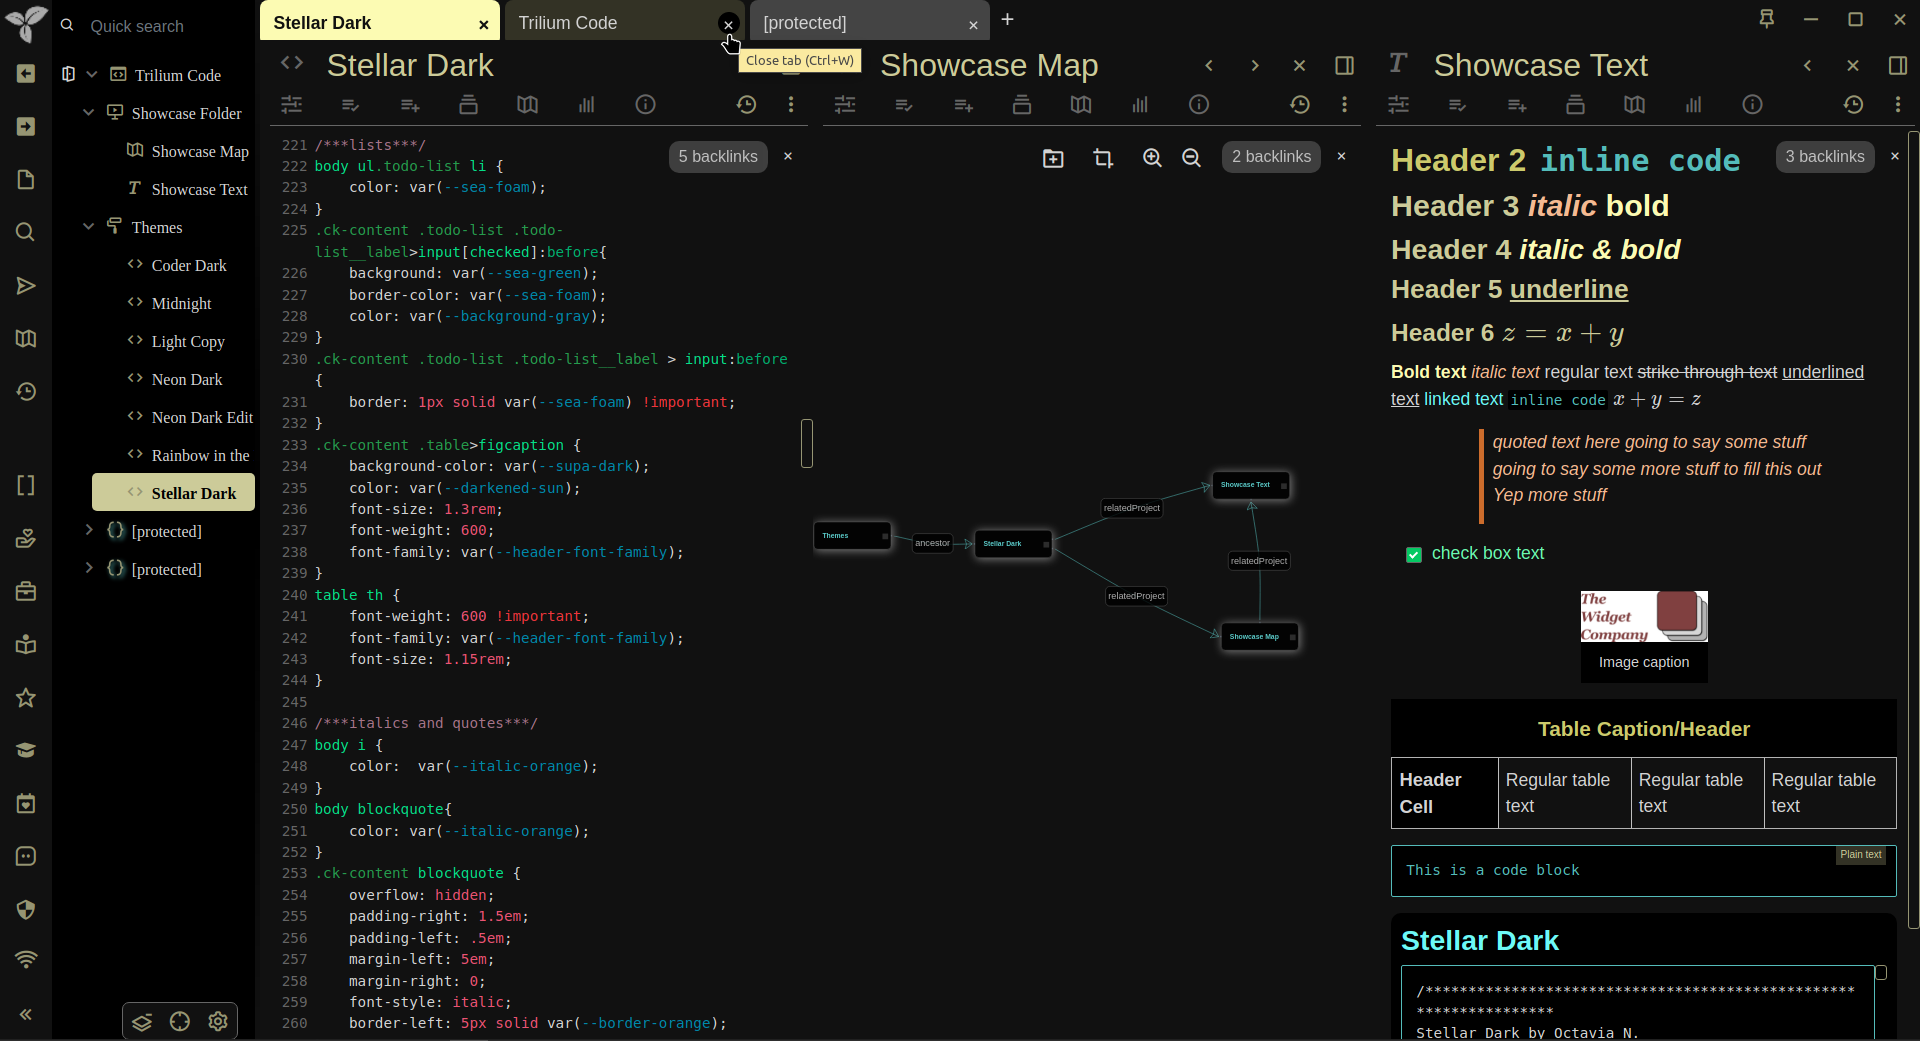 Quick search
Trilium Code
Showcase Folder
Showcase Map
Showcase Text
Themes
Coder Dark
Midnight
Light Copy
Neon Dark
Neon Dark Edit
Rainbow in the
Stellar Dark
[protected]
[protected]
Stellar Dark
Trilium Code
[protected]
Close tab (Ctrl+W)
Stellar Dark
5 backlinks
221 /***lists***/
222 body ul.todo-list li {
223     color: var(--sea-foam);
224 }
225 .ck-content .todo-list .todo-
list__label>input[checked]:before{
226     background: var(--sea-green);
227     border-color: var(--sea-foam);
228     color: var(--background-gray);
229 }
230 .ck-content .todo-list .todo-list__label > input:before
{
231     border: 1px solid var(--sea-foam) !important;
232 }
233 .ck-content .table>figcaption {
234     background-color: var(--supa-dark);
235     color: var(--darkened-sun);
236     font-size: 1.3rem;
237     font-weight: 600;
238     font-family: var(--header-font-family);
239 }
240 table th {
241     font-weight: 600 !important;
242     font-family: var(--header-font-family);
243     font-size: 1.15rem;
244 }
245
246 /***italics and quotes***/
247 body i {
248     color:  var(--italic-orange);
249 }
250 body blockquote{
251     color: var(--italic-orange);
252 }
253 .ck-content blockquote {
254     overflow: hidden;
255     padding-right: 1.5em;
256     padding-left: .5em;
257     margin-left: 5em;
258     margin-right: 0;
259     font-style: italic;
260     border-left: 5px solid var(--border-orange);
Showcase Map
2 backlinks
Showcase Text
relatedProject
Themes
ancestor
Stellar Dark
relatedProject
relatedProject
Showcase Map
T Showcase Text
3 backlinks
Header 2 inline code
Header 3 italic bold
Header 4 italic & bold
Header 5 underline
Header 6 z = x + y
Bold text italic text regular text strike through text underlined
text linked text inline code x + y = z
quoted text here going to say some stuff
going to say some more stuff to fill this out
Yep more stuff
check box text
The
Widget
Company
Image caption
Table Caption/Header
Header Cell
Regular table text
Regular table text
Regular table text
Plain text
This is a code block
Stellar Dark
/**************************************************
****************
Stellar Dark by Octavia N.